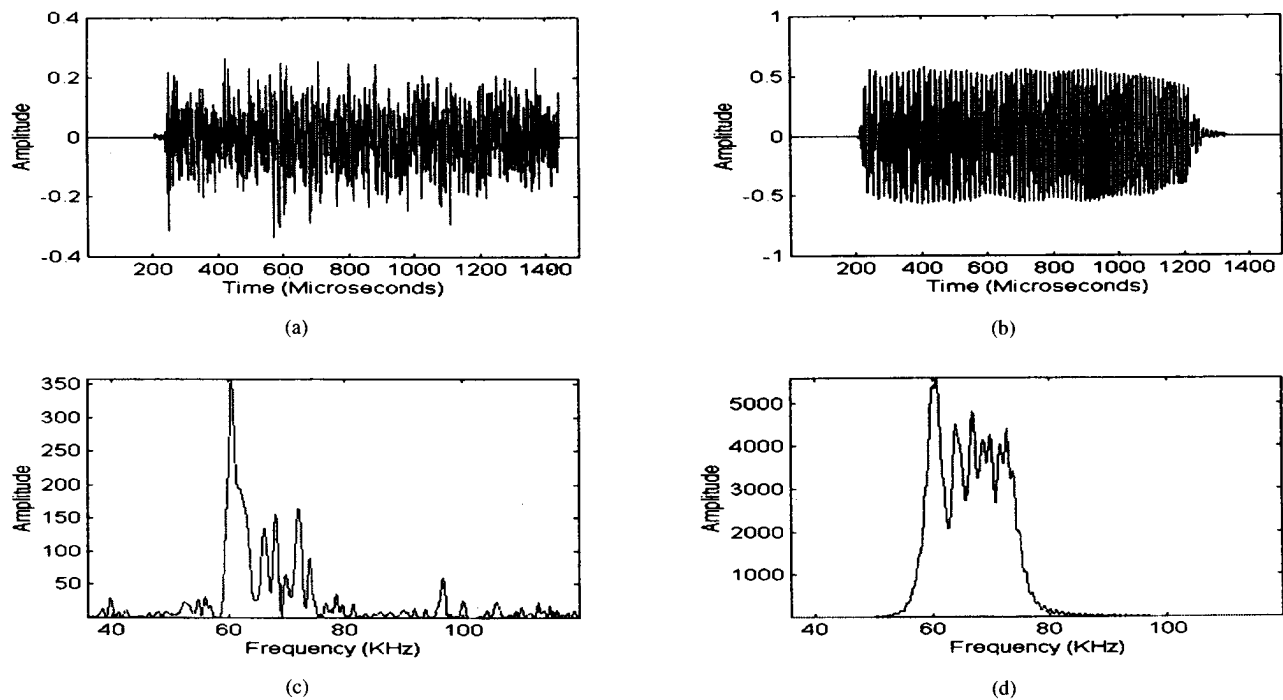 0.4
0.2
0
-0.2
-0.4
Amplitude
200 400 600 800 1000 1200 1400
Time (Microseconds)
(a)
1
0.5
0
-0.5
-1
Amplitude
200 400 600 800 1000 1200 1400
Time (Microseconds)
(b)
350
300
250
200
150
100
50
Amplitude
40 60 80 100
Frequency (KHz)
(c)
5000
4000
3000
2000
1000
Amplitude
40 60 80 100
Frequency (KHz)
(d)